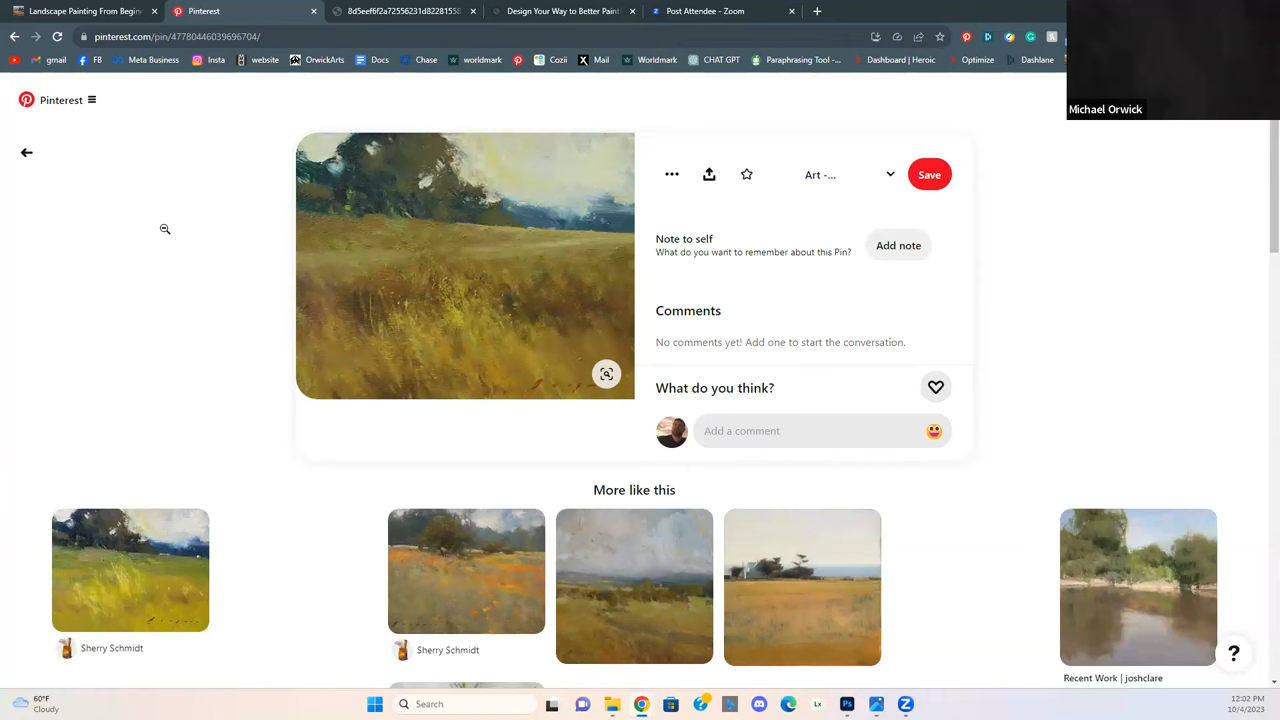 Landscape Painting From Begin
Pinterest
8d5eef6f2a72556231d8228155
Design Your Way to Better Paint
Post Attendee - Zoom
pinterest.com/pin/47780446039696704/
gmail
FB
Meta Business
Insta
website
OrwickArts
Docs
Chase
worldmark
Cozii
Mail
Worldmark
CHAT GPT
Paraphrasing Tool -...
Dashboard | Heroic
Optimize
Dashlane
Michael Orwick
Pinterest
Art -...
Save
Note to self
What do you want to remember about this Pin?
Add note
Comments
No comments yet! Add one to start the conversation.
What do you think?
Add a comment
More like this
Sherry Schmidt
Sherry Schmidt
Recent Work | joshclare
?
60°F
Cloudy
Search
Lx
Ps
12:02 PM
10/4/2023